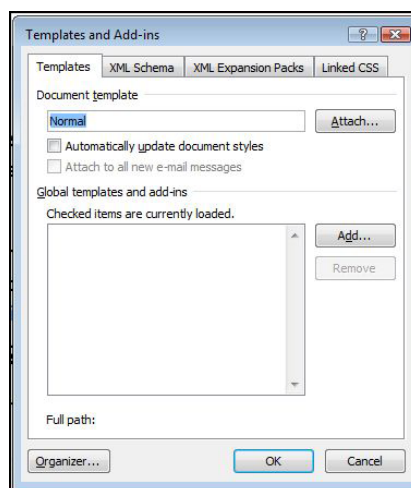 Templates and Add-ins
Templates XML Schema XML Expansion Packs Linked CSS
Document template
Normal Attach...
Automatically update document styles
Attach to all new e-mail messages
Global templates and add-ins
Checked items are currently loaded.
Add...
Remove
Full path:
Organizer... OK Cancel